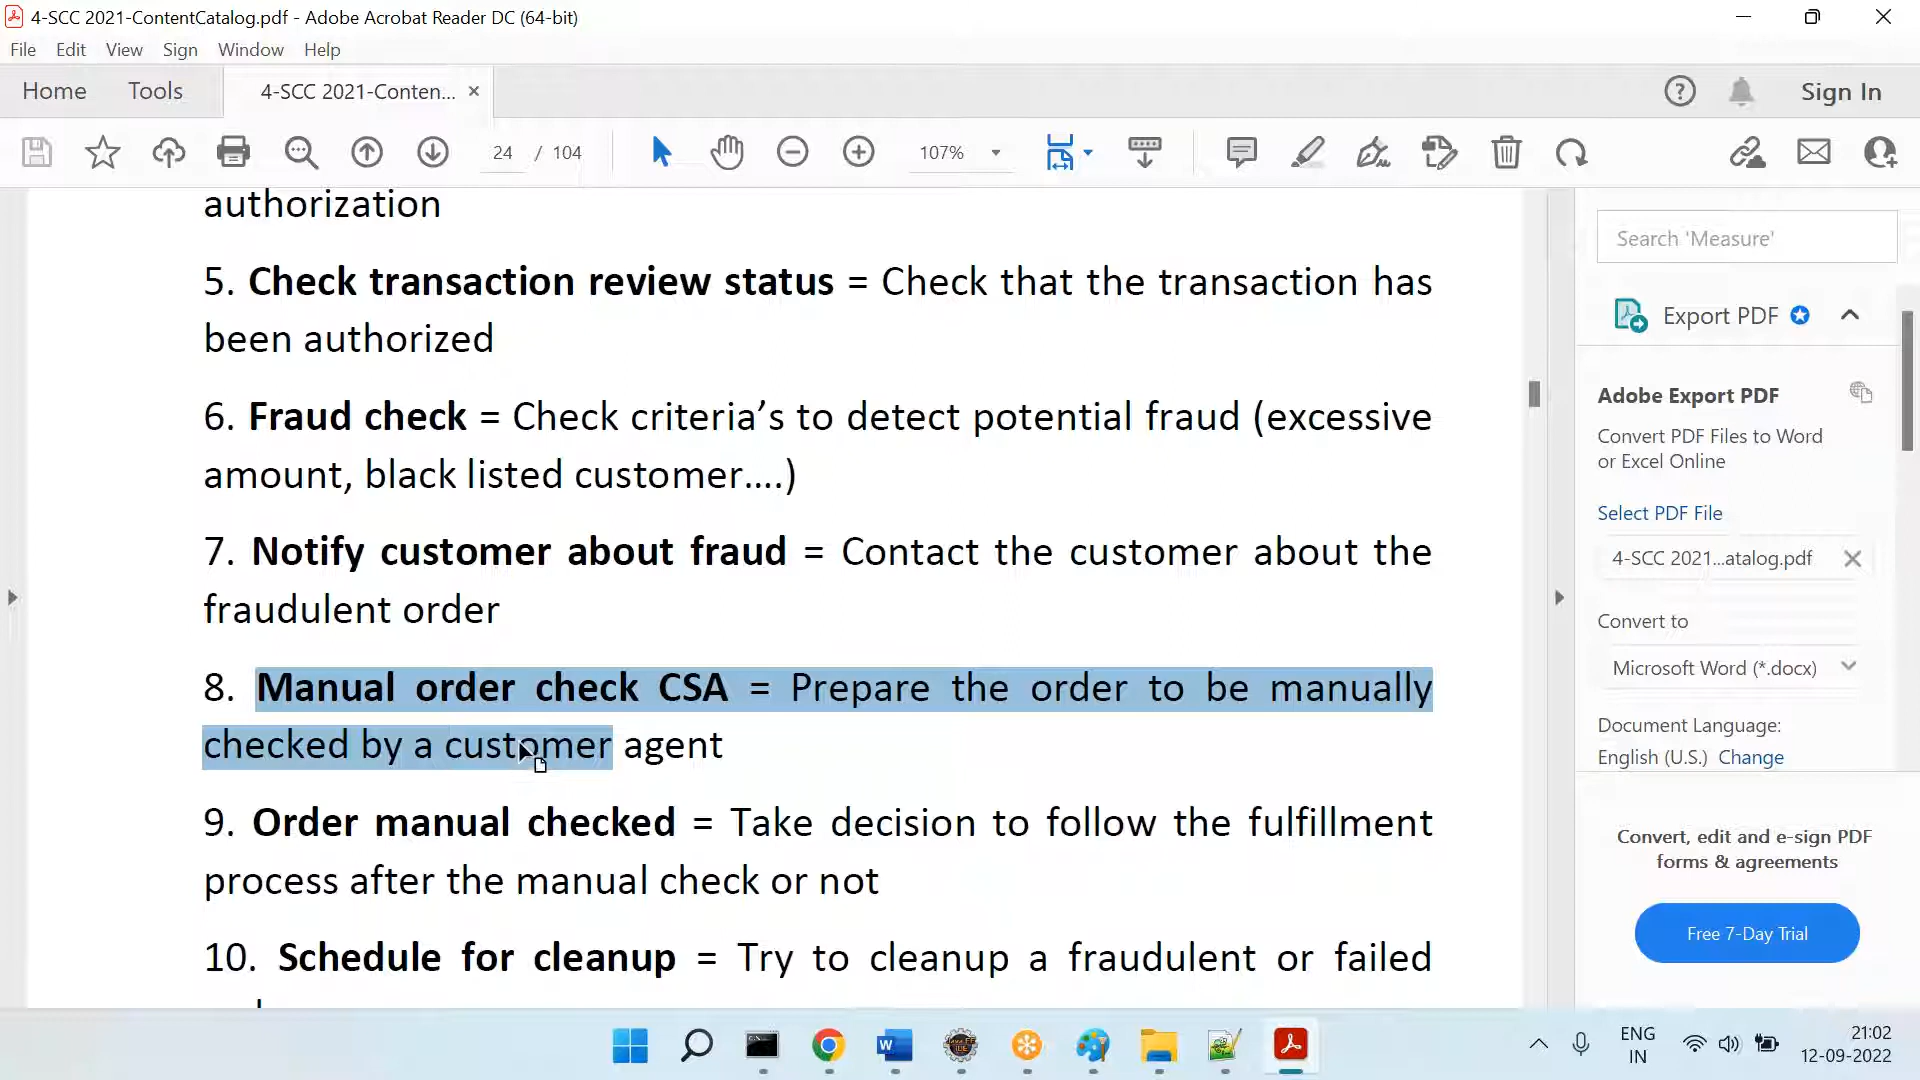 4-SCC 2021-ContentCatalog.pdf - Adobe Acrobat Reader DC (64-bit)
File Edit View Sign Window Help
Home Tools 4-SCC 2021-Conten... × Sign In
24 / 104 107%
authorization
5. Check transaction review status = Check that the transaction has
been authorized
6. Fraud check = Check criteria’s to detect potential fraud (excessive
amount, black listed customer….)
7. Notify customer about fraud = Contact the customer about the
fraudulent order
8. Manual order check CSA = Prepare the order to be manually
checked by a customer agent
9. Order manual checked = Take decision to follow the fulfillment
process after the manual check or not
10. Schedule for cleanup = Try to cleanup a fraudulent or failed
Search 'Measure'
Export PDF
Adobe Export PDF
Convert PDF Files to Word
or Excel Online
Select PDF File
4-SCC 2021...atalog.pdf
Convert to
Microsoft Word (*.docx)
Document Language:
English (U.S.) Change
Convert, edit and e-sign PDF
forms & agreements
Free 7-Day Trial
ENG
IN
21:02
12-09-2022